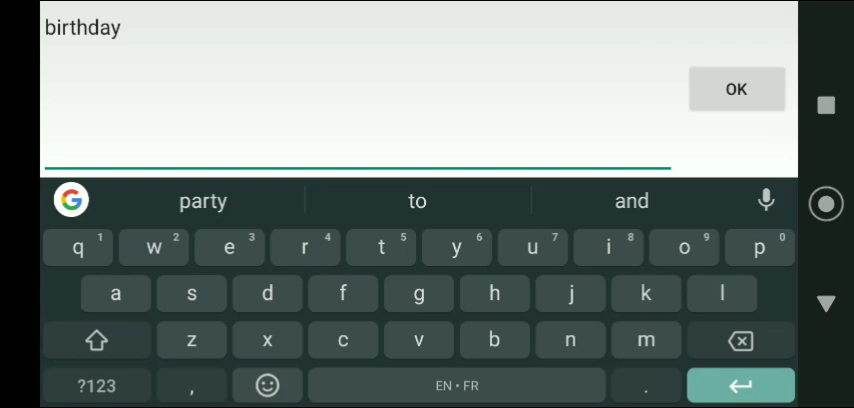 birthday
OK
party to and
q 1 w 2 e 3 r 4 t 5 y 6 u 7 i 8 o 9 p 0
a s d f g h j k l
z x c v b n m
?123 , EN • FR .